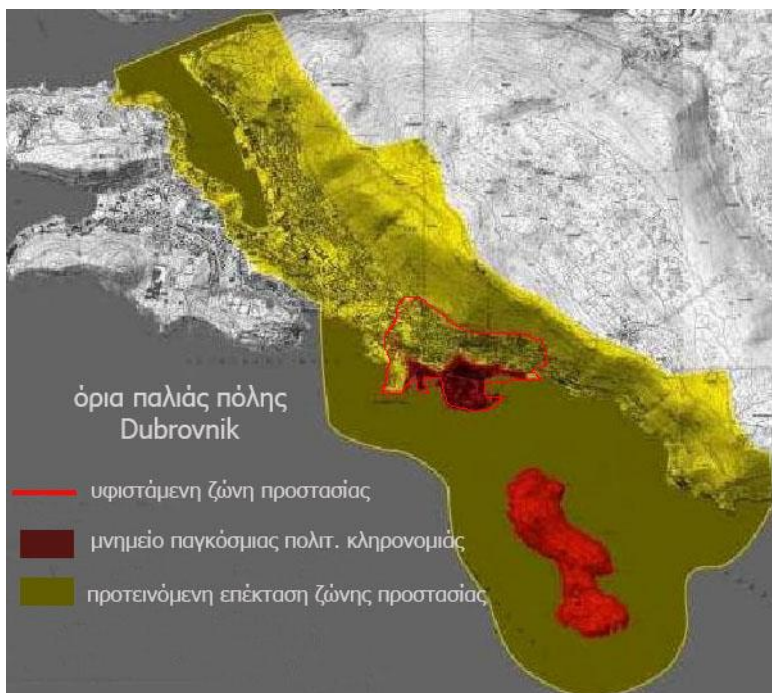 όρια παλιάς πόλης
Dubrovnik
υφιστάμενη ζώνη προστασίας
μνημείο παγκόσμιας πολιτ. κληρονομιάς
προτεινόμενη επέκταση ζώνης προστασίας